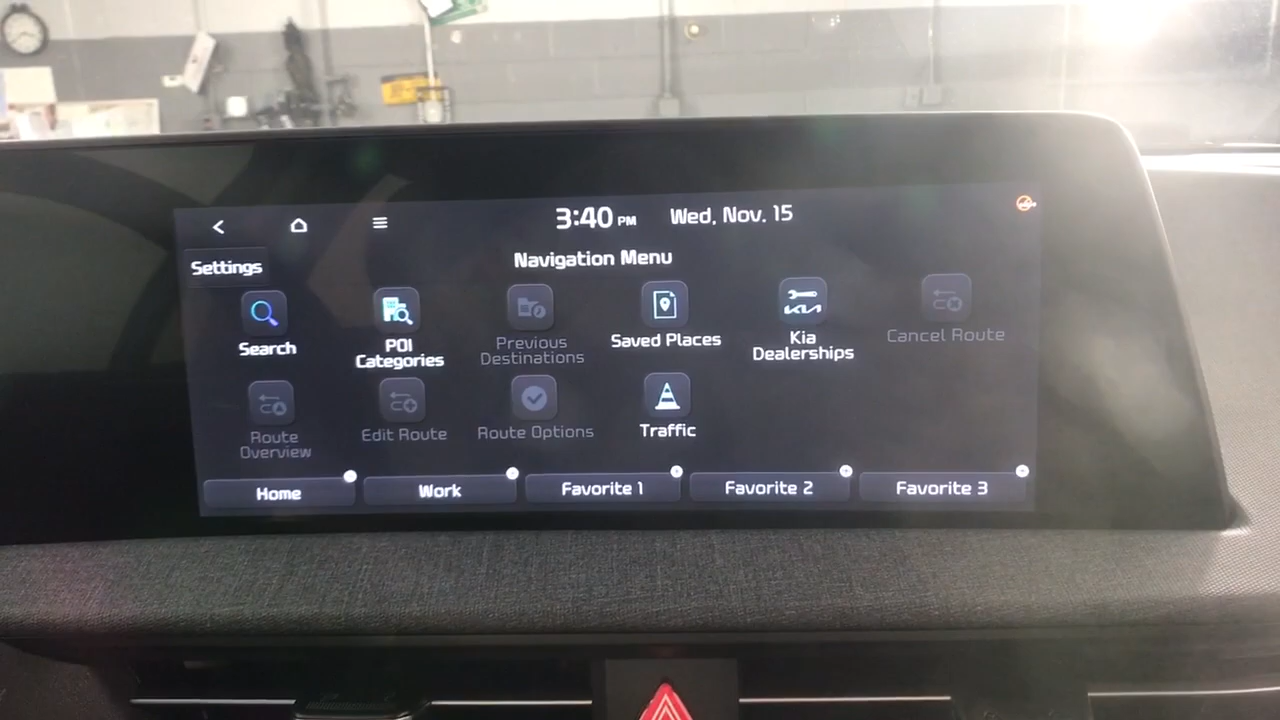 3:40 PM Wed, Nov. 15
Settings
Navigation Menu
Search
POI
Categories
Previous
Destinations
Saved Places
KIA
Kia
Dealerships
Cancel Route
Route
Overview
Edit Route
Route Options
Traffic
Home
Work
Favorite 1
Favorite 2
Favorite 3